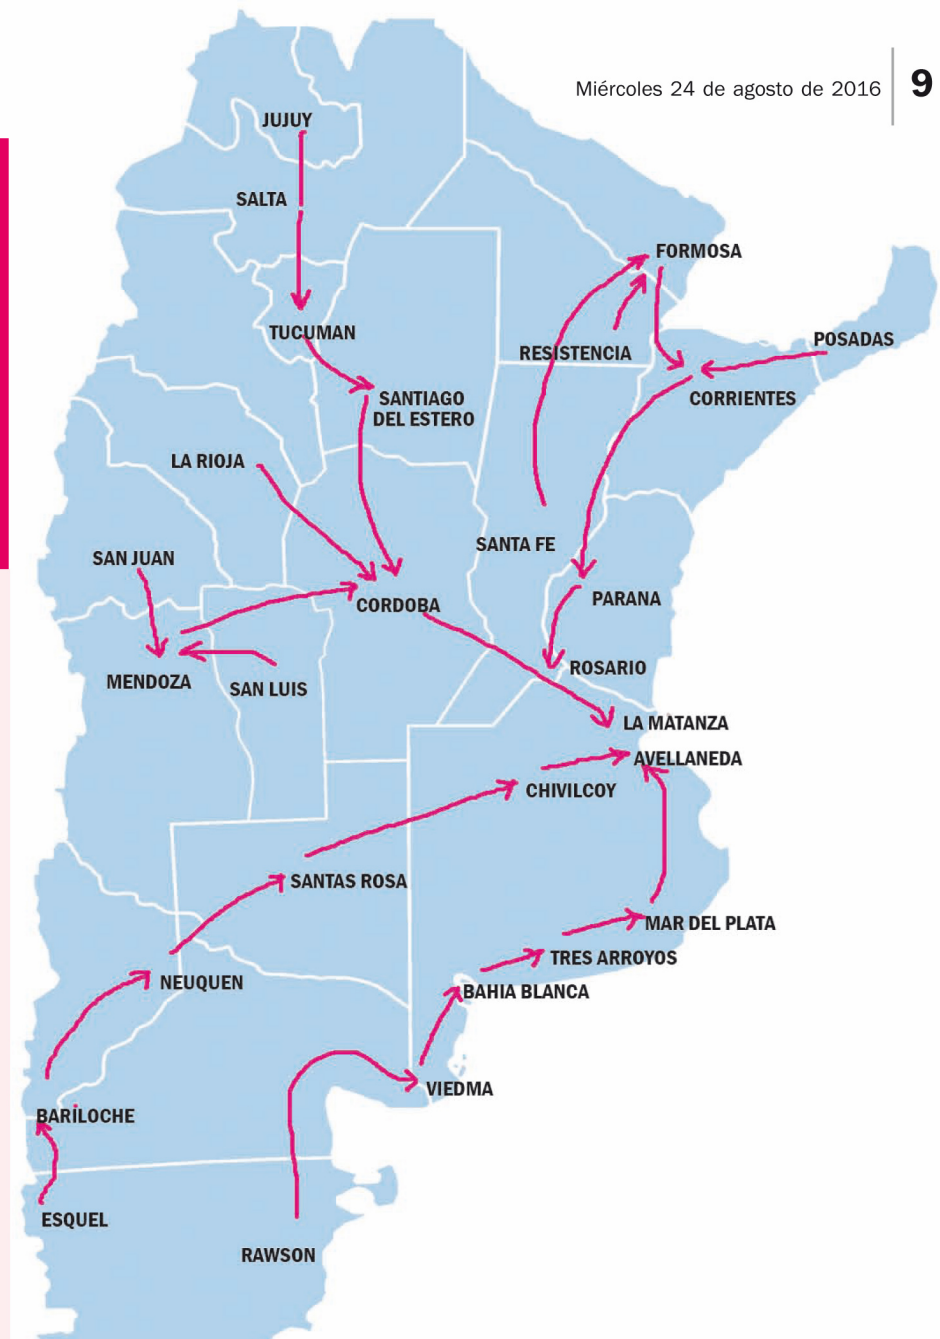 Miércoles 24 de agosto de 2016
9
JUJUY
SALTA
FORMOSA
TUCUMAN
POSADAS
RESISTENCIA
SANTIAGO
DEL ESTERO
CORRIENTES
LA RIOJA
SANTA FE
SAN JUAN
PARANA
CORDOBA
ROSARIO
MENDOZA
SAN LUIS
LA MATANZA
AVELLANEDA
CHIVILCOY
SANTAS ROSA
MAR DEL PLATA
TRES ARROYOS
NEUQUEN
BAHIA BLANCA
VIEDMA
BARILOCHE
ESQUEL
RAWSON